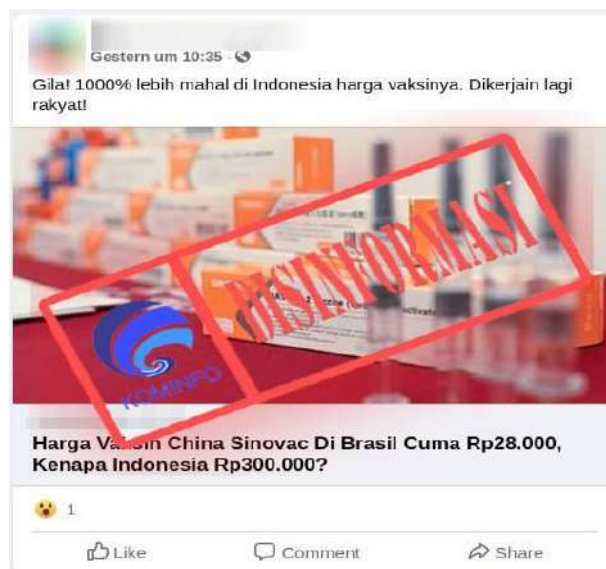 Gestern um 10:35 ·
Gila! 1000% lebih mahal di Indonesia harga vaksinya. Dikerjain lagi
rakyat!
DISINFORMASI
KOMINFO
Harga Vaksin China Sinovac Di Brasil Cuma Rp28.000,
Kenapa Indonesia Rp300.000?
1
Like Comment Share